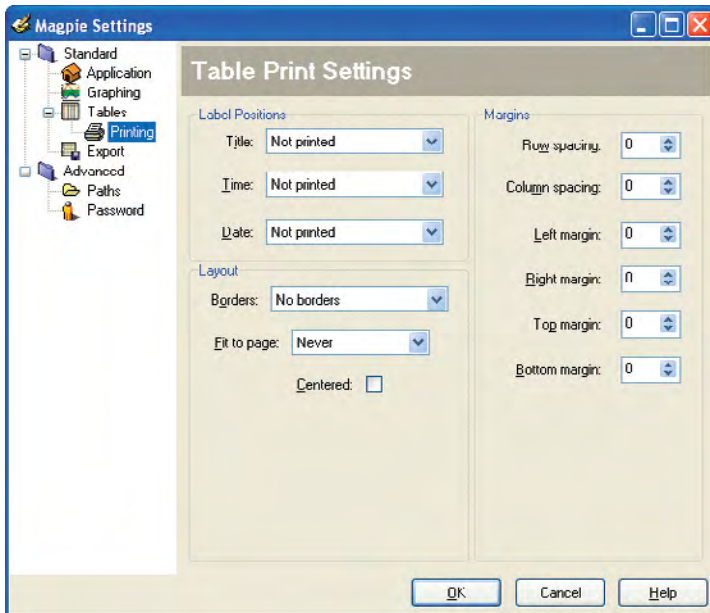 Magpie Settings
Standard
Application
Graphing
Tables
Printing
Export
Advanced
Paths
Password
Table Print Settings
Label Positions
Title: Not printed
Time: Not printed
Date: Not printed
Layout
Borders: No borders
Fit to page: Never
Centered:
Margins
Row spacing: 0
Column spacing: 0
Left margin: 0
Right margin: 0
Top margin: 0
Bottom margin: 0
OK Cancel Help